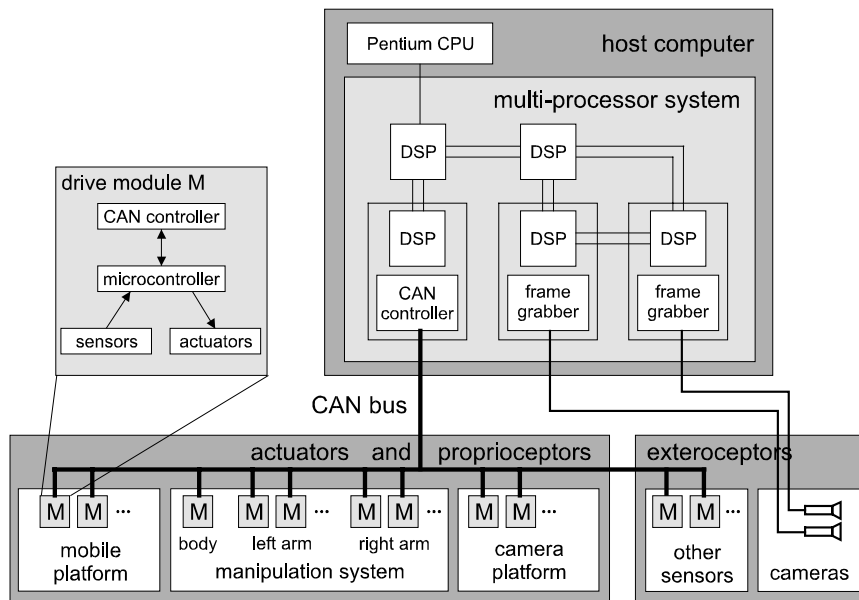 host computer
Pentium CPU
multi-processor system
DSP
DSP
drive module M
CAN controller
microcontroller
sensors
actuators
DSP
DSP
DSP
CAN
controller
frame
grabber
frame
grabber
CAN bus
actuators and proprioceptors
exteroceptors
M M ...
mobile
platform
M
body
M M ...
left arm
M M ...
right arm
manipulation system
M M ...
camera
platform
M M ...
other
sensors
cameras